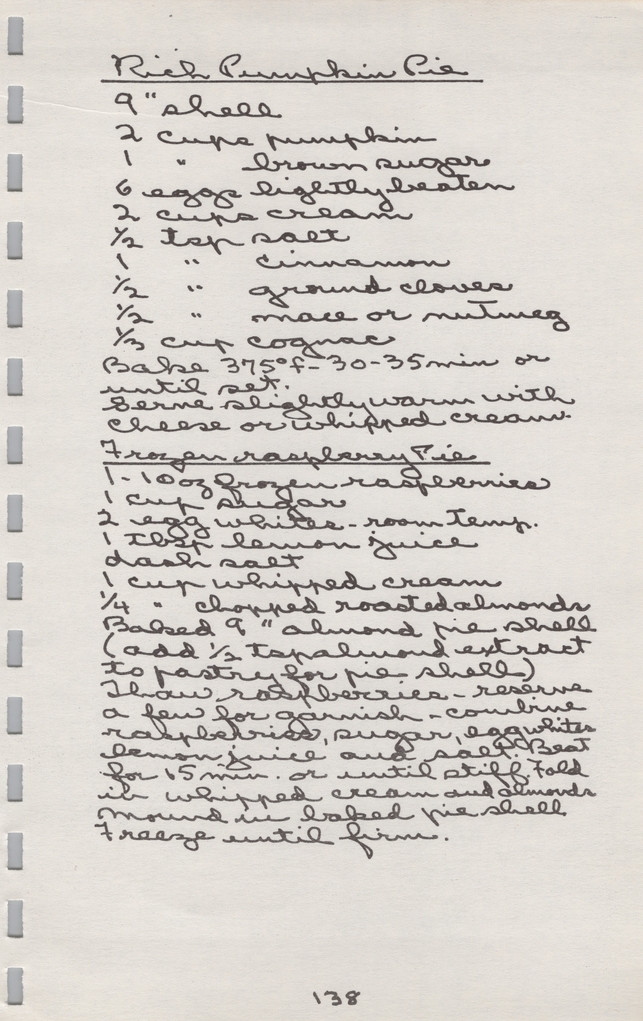 Rich Pumpkin Pie
9" shell
2 cups pumpkin
1 " brown sugar
6 eggs lightly beaten
2 cups cream
1/2 tsp salt
1 " cinnamon
1/2 " ground cloves
1/2 " mace or nutmeg
1/3 cup cognac
Bake 375°f-30-35 min or
until set.
Serve slightly warm with
cheese or whipped cream.
Frozen raspberry Pie
1-10 oz frozen raspberries
1 cup sugar
2 egg whites - room temp.
1 tbsp lemon juice
dash salt
1 cup whipped cream
1/4 " chopped roasted almonds
Baked 9" almond pie shell
(add 1/2 tsp almond extract
to pastry for pie shell)
Thaw raspberries - reserve
a few for garnish - combine
raspberries, sugar, egg whites
lemon juice and salt. Beat
for 15 min. or until stiff. Fold
in whipped cream and almonds
Mound in baked pie shell
Freeze until firm.
138